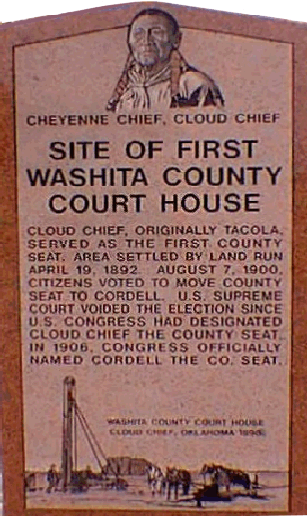 CHEYENNE CHIEF, CLOUD CHIEF
SITE OF FIRST
WASHITA COUNTY
COURT HOUSE
CLOUD CHIEF, ORIGINALLY TACOLA,
SERVED AS THE FIRST COUNTY
SEAT. AREA SETTLED BY LAND RUN
APRIL 19, 1892. AUGUST 7, 1900,
CITIZENS VOTED TO MOVE COUNTY
SEAT TO CORDELL. U.S. SUPREME
COURT VOIDED THE ELECTION SINCE
U.S. CONGRESS HAD DESIGNATED
CLOUD CHIEF THE COUNTY SEAT.
IN 1906, CONGRESS OFFICIALLY
NAMED CORDELL THE CO. SEAT.
WASHITA COUNTY COURT HOUSE
CLOUD CHIEF, OKLAHOMA